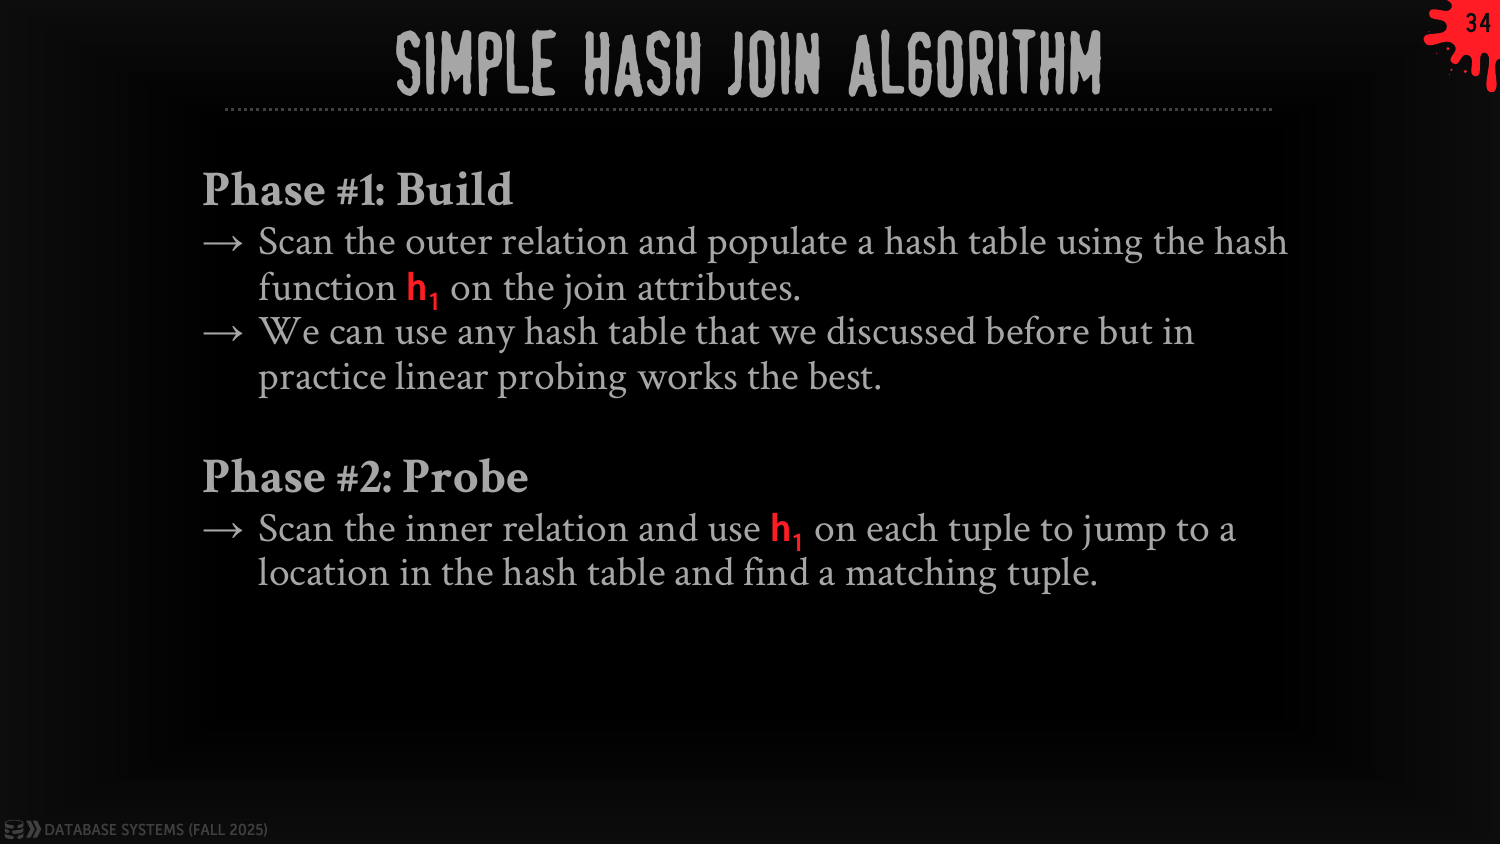 34
SIMPLE HASH JOIN ALGORITHM
Phase #1: Build
→ Scan the outer relation and populate a hash table using the hash
function h₁ on the join attributes.
→ We can use any hash table that we discussed before but in
practice linear probing works the best.
Phase #2: Probe
→ Scan the inner relation and use h₁ on each tuple to jump to a
location in the hash table and find a matching tuple.
DATABASE SYSTEMS (FALL 2025)